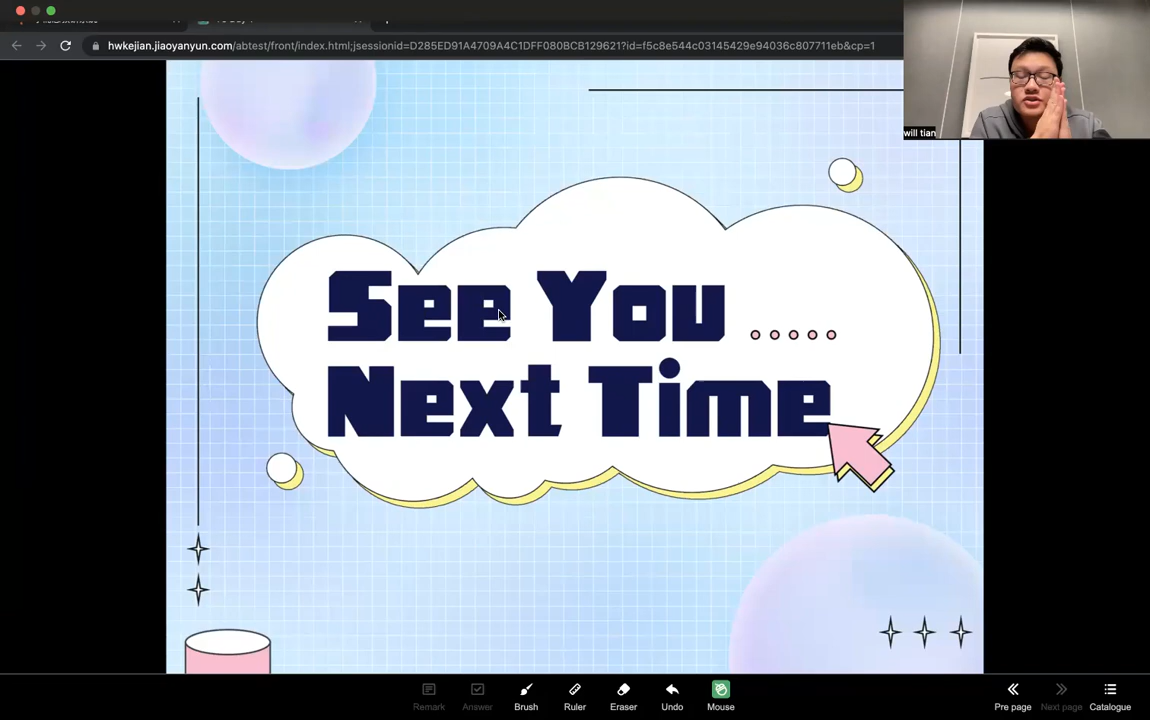 hwkejian.jiaoyanyun.com/abtest/front/index.html;jsessionid=D285ED91A4709A4C1DFF080BCB129621?id=f5c8e544c03145429e94036c807711eb&cp=1
will tian
See You
Next Time
Remark
Answer
Brush
Ruler
Eraser
Undo
Mouse
Pre page
Next page
Catalogue